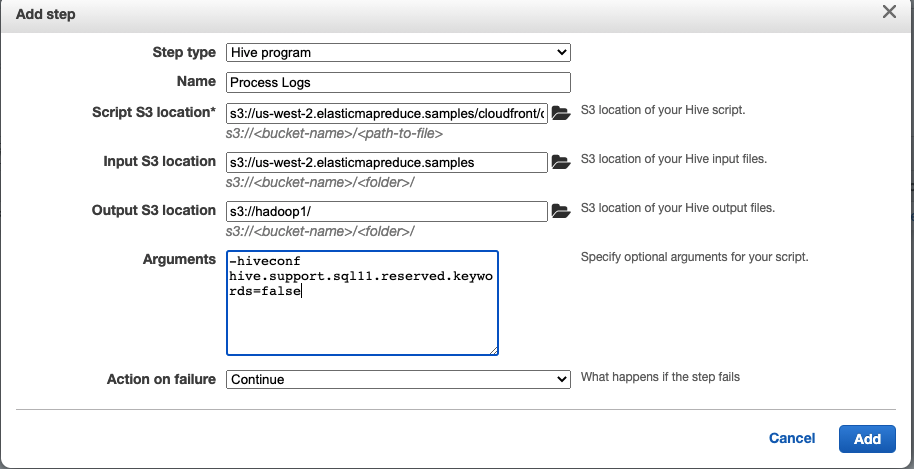 Add step
Step type Hive program
Name Process Logs
Script S3 location* s3://us-west-2.elasticmapreduce.samples/cloudfront/ S3 location of your Hive script.
s3://<bucket-name>/<path-to-file>
Input S3 location s3://us-west-2.elasticmapreduce.samples S3 location of your Hive input files.
s3://<bucket-name>/<folder>/
Output S3 location s3://hadoop1/ S3 location of your Hive output files.
s3://<bucket-name>/<folder>/
Arguments -hiveconf Specify optional arguments for your script.
hive.support.sql11.reserved.keywo
rds=false
Action on failure Continue What happens if the step fails
Cancel Add